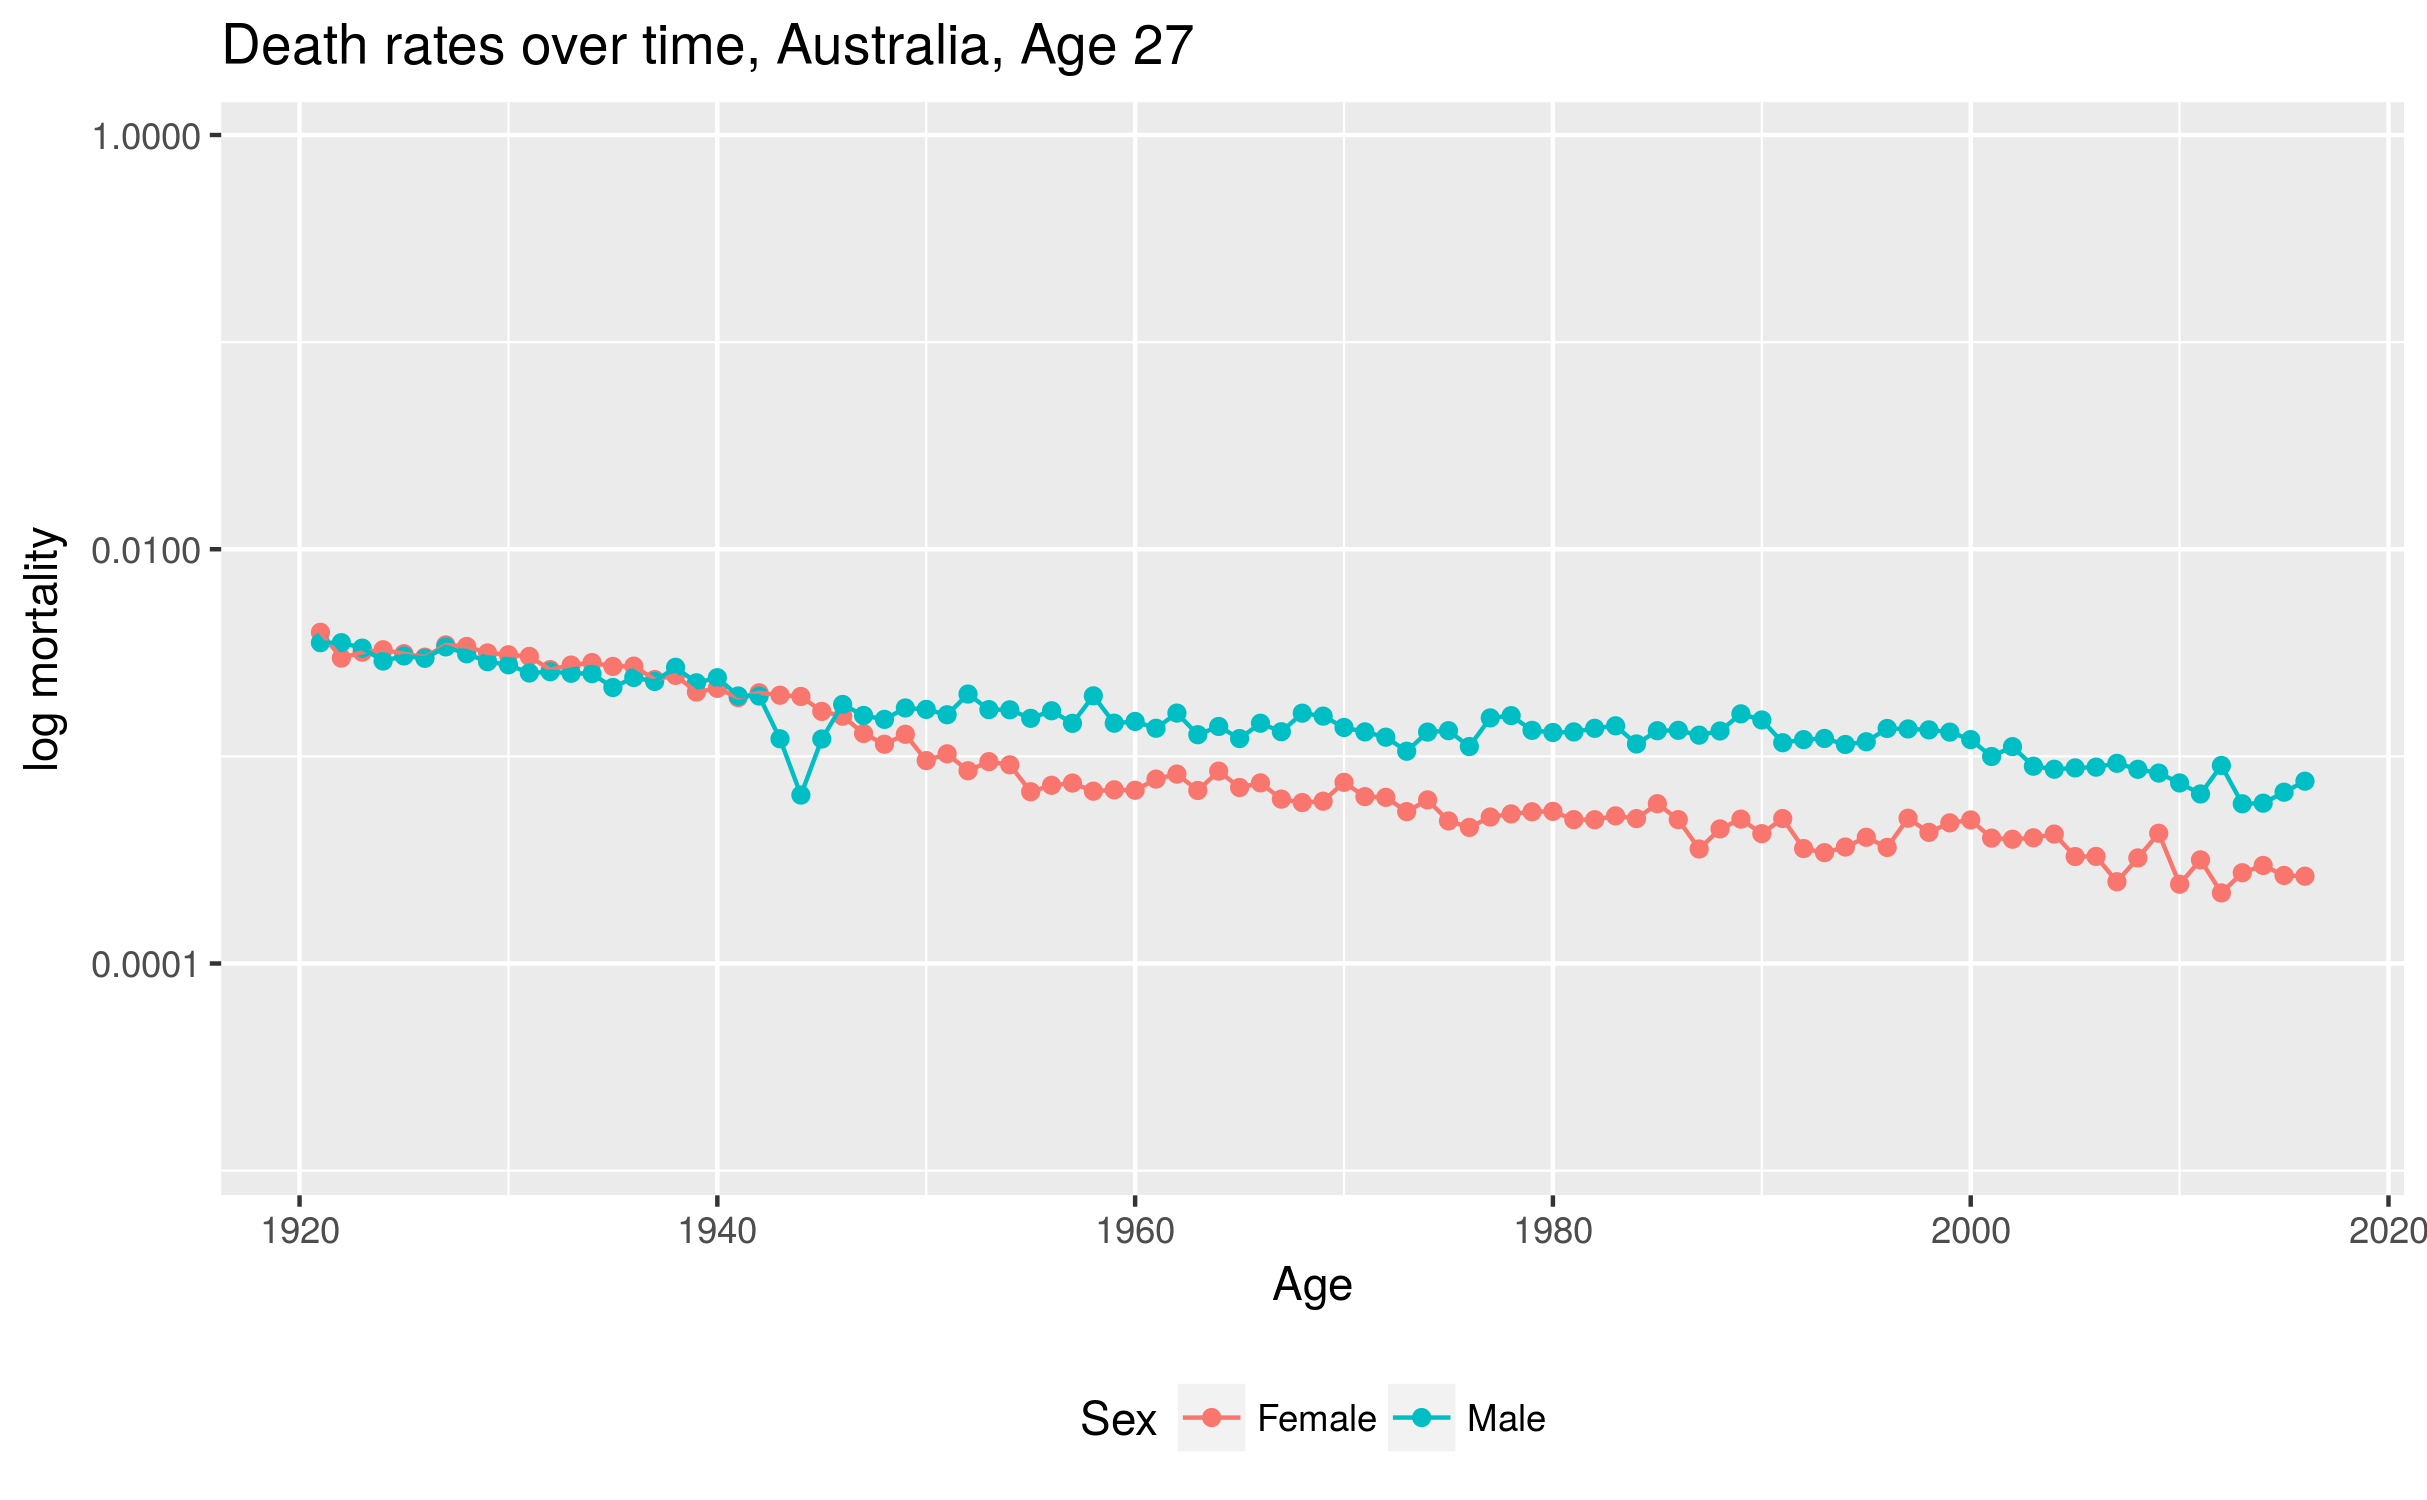 Death rates over time, Australia, Age 27
log mortality
1.0000
0.0100
0.0001
1920 1940 1960 1980 2000 2020
Age
Sex Female Male